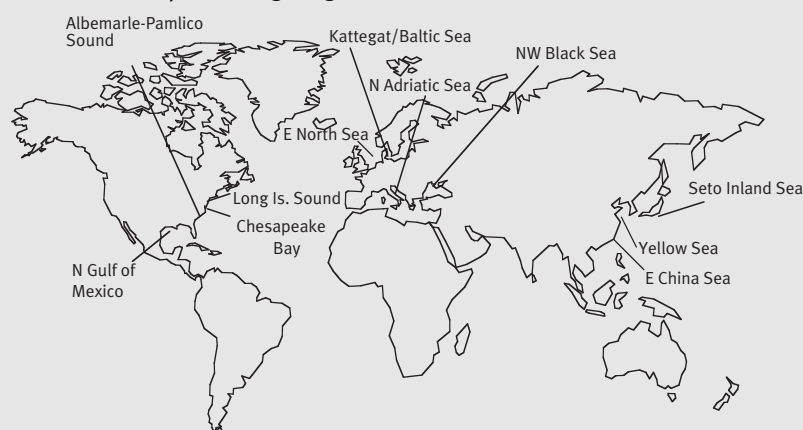 Albemarle-Pamlico
Sound
Kattegat/Baltic Sea
NW Black Sea
N Adriatic Sea
E North Sea
Long Is. Sound
Chesapeake
Bay
N Gulf of
Mexico
Seto Inland Sea
Yellow Sea
E China Sea